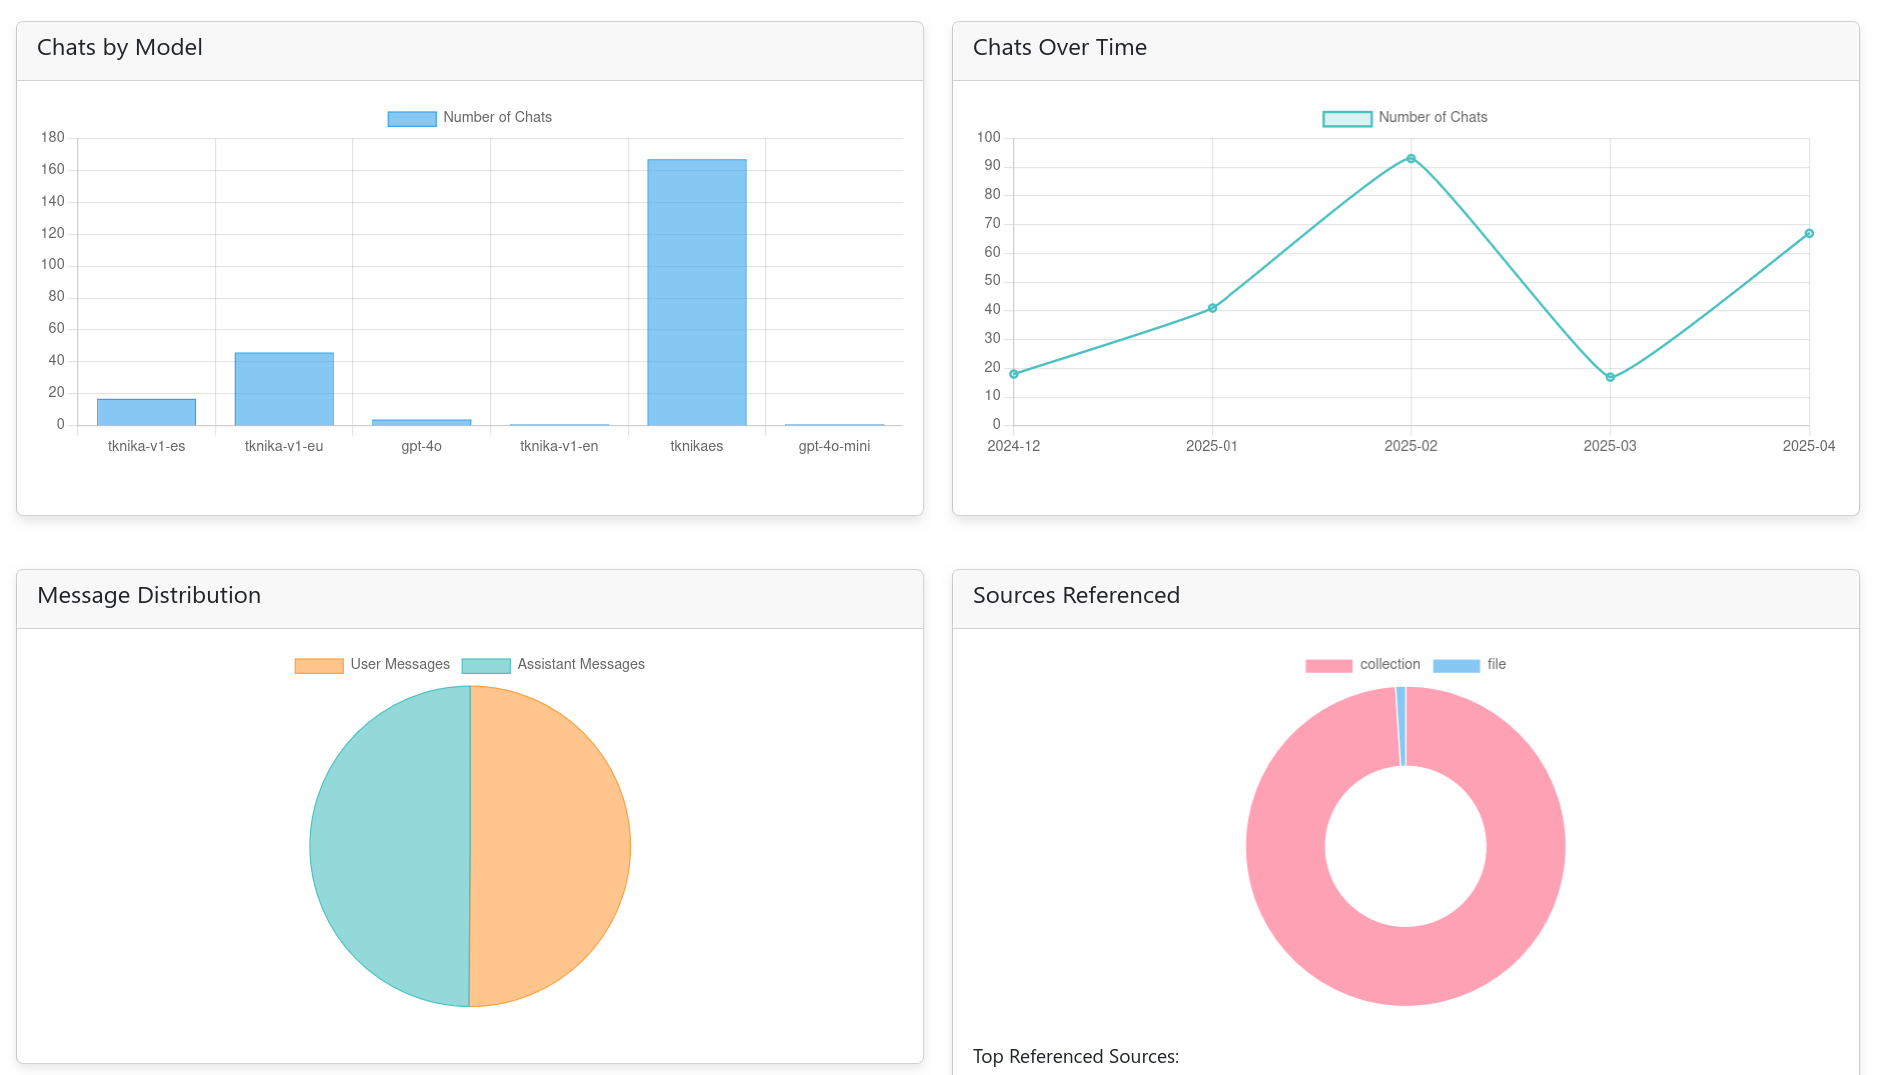 Chats by Model
Number of Chats
180
160
140
120
100
80
60
40
20
0
tknika-v1-es tknika-v1-eu gpt-4o tknika-v1-en tknikaes gpt-4o-mini
Chats Over Time
Number of Chats
100
90
80
70
60
50
40
30
20
10
0
2024-12 2025-01 2025-02 2025-03 2025-04
Message Distribution
User Messages Assistant Messages
Sources Referenced
collection file
Top Referenced Sources: